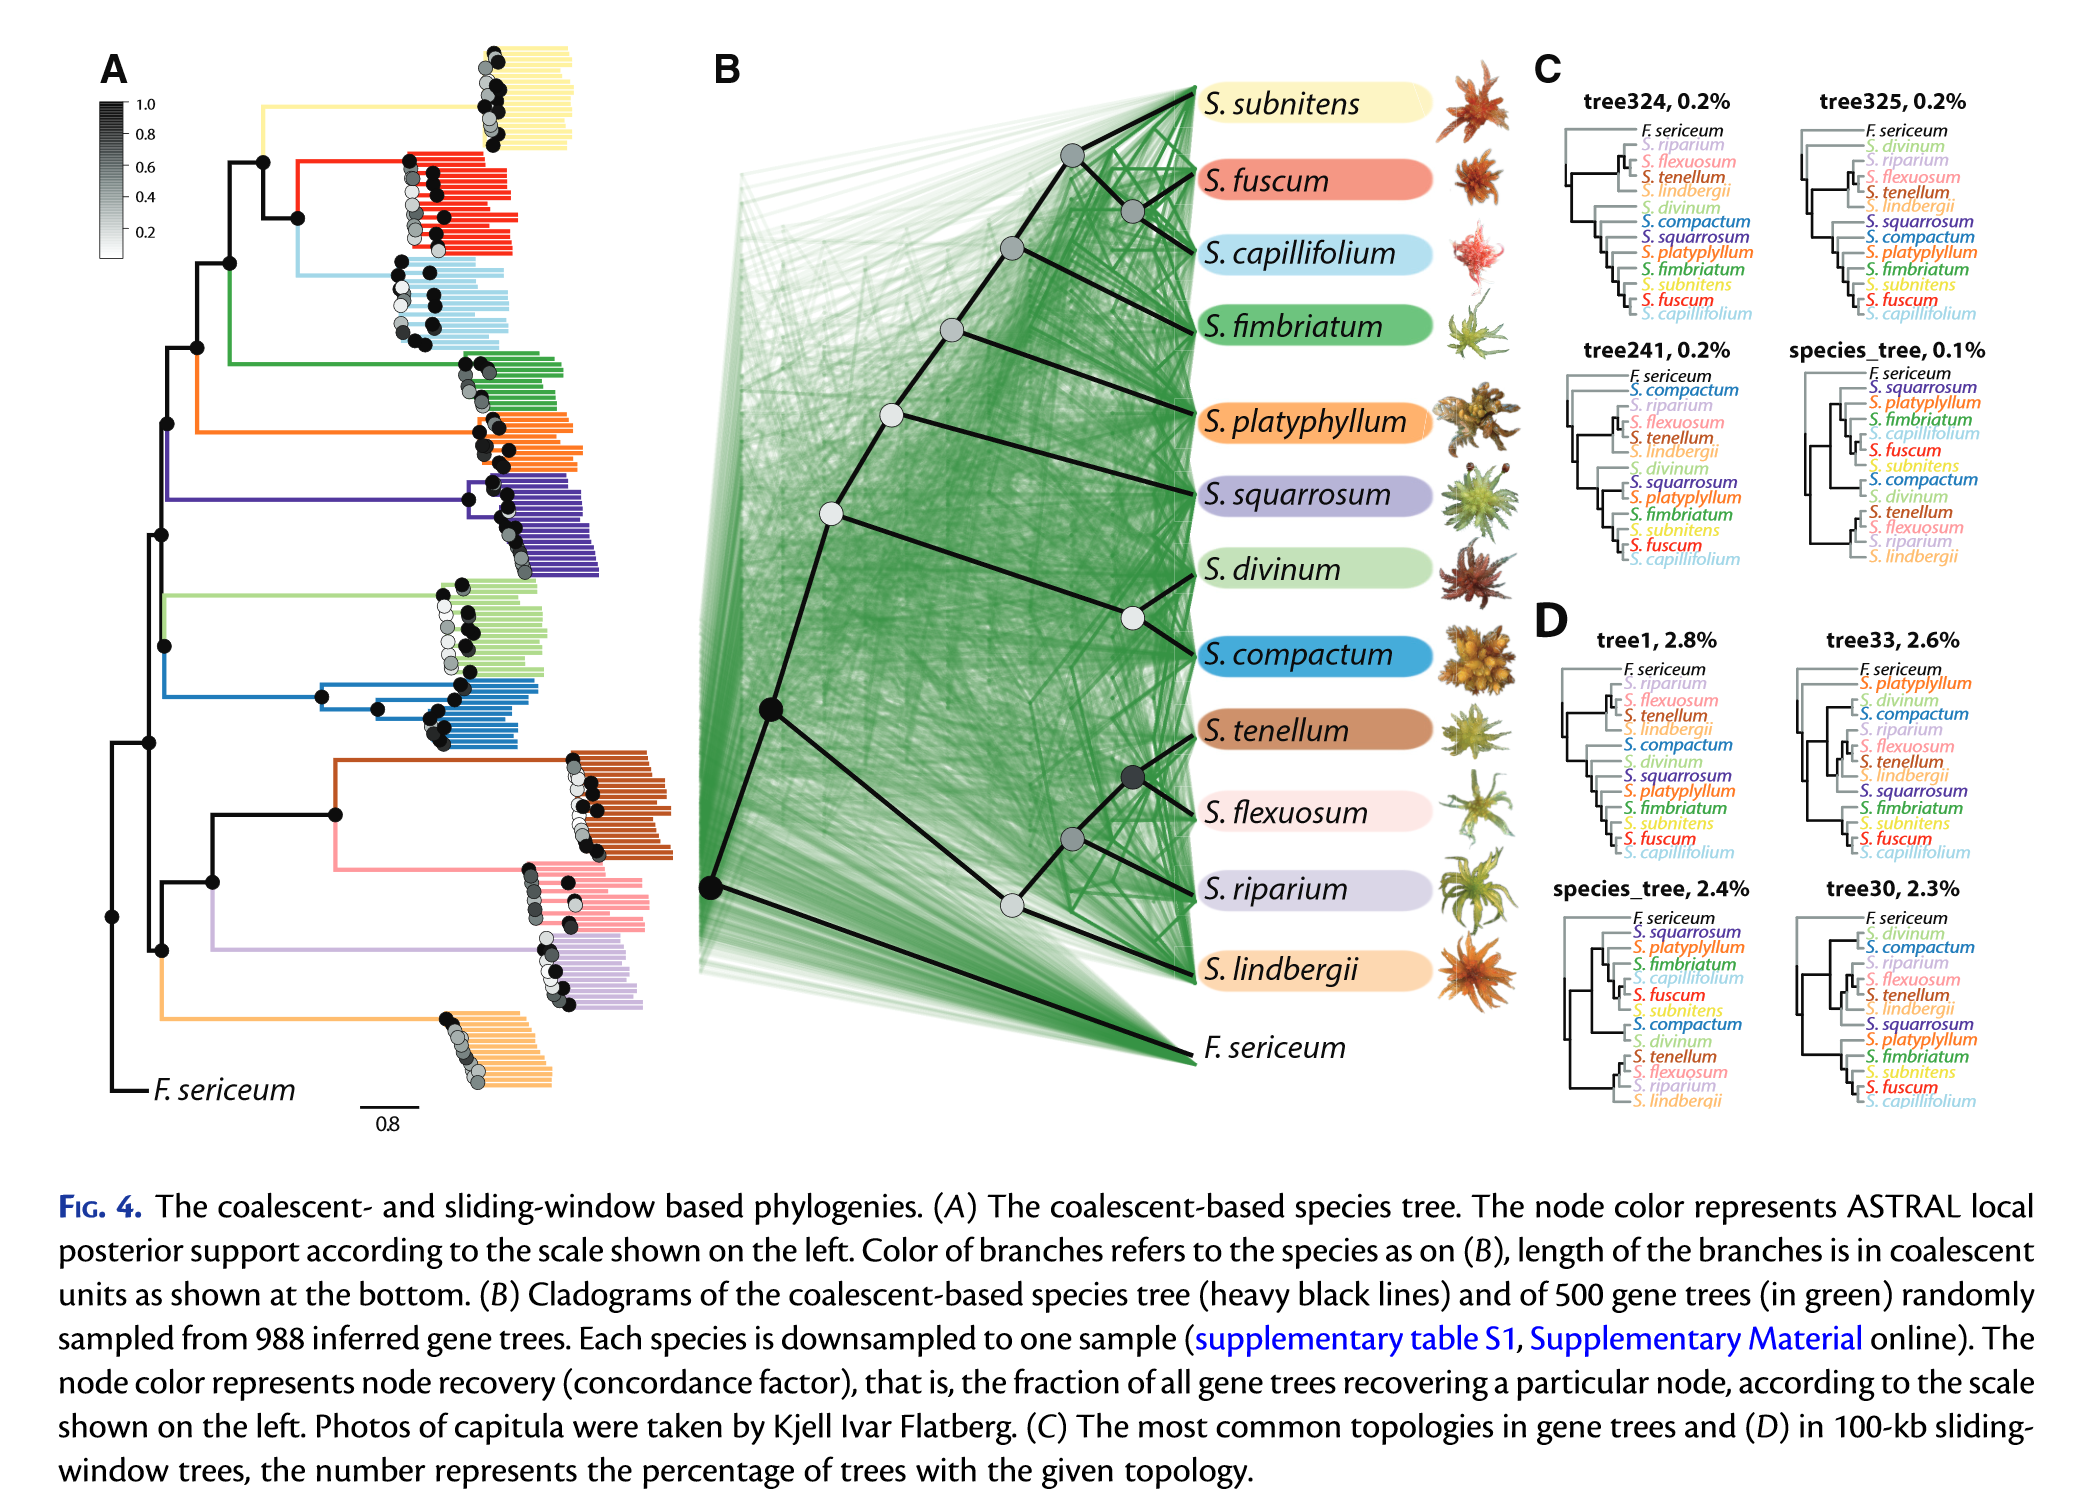 A
1.0
0.8
0.6
0.4
0.2
F. sericeum
0.8
B
S. subnitens
S. fuscum
S. capillifolium
S. fimbriatum
S. platyphyllum
S. squarrosum
S. divinum
S. compactum
S. tenellum
S. flexuosum
S. riparium
S. lindbergii
F. sericeum
C
tree324, 0.2%
F. sericeum
S. riparium
S. flexuosum
S. tenellum
S. lindbergii
S. divinum
S. compactum
S. squarrosum
S. platyplyllum
S. fimbriatum
S. subnitens
S. fuscum
S. capillifolium
tree325, 0.2%
F. sericeum
S. divinum
S. riparium
S. flexuosum
S. tenellum
S. lindbergii
S. squarrosum
S. compactum
S. platyplyllum
S. fimbriatum
S. subnitens
S. fuscum
S. capillifolium
tree241, 0.2%
F. sericeum
S. compactum
S. riparium
S. flexuosum
S. tenellum
S. lindbergii
S. divinum
S. squarrosum
S. platyplyllum
S. fimbriatum
S. subnitens
S. fuscum
S. capillifolium
species_tree, 0.1%
F. sericeum
S. squarrosum
S. platyplyllum
S. fimbriatum
S. capillifolium
S. fuscum
S. subnitens
S. compactum
S. divinum
S. tenellum
S. flexuosum
S. riparium
S. lindbergii
D
tree1, 2.8%
F. sericeum
S. riparium
S. flexuosum
S. tenellum
S. lindbergii
S. compactum
S. divinum
S. squarrosum
S. platyplyllum
S. fimbriatum
S. subnitens
S. fuscum
S. capillifolium
tree33, 2.6%
F. sericeum
S. platyplyllum
S. divinum
S. compactum
S. riparium
S. flexuosum
S. tenellum
S. lindbergii
S. squarrosum
S. fimbriatum
S. subnitens
S. fuscum
S. capillifolium
species_tree, 2.4%
F. sericeum
S. squarrosum
S. platyplyllum
S. fimbriatum
S. capillifolium
S. fuscum
S. subnitens
S. compactum
S. divinum
S. tenellum
S. flexuosum
S. riparium
S. lindbergii
tree30, 2.3%
F. sericeum
S. divinum
S. compactum
S. riparium
S. flexuosum
S. tenellum
S. lindbergii
S. squarrosum
S. platyplyllum
S. fimbriatum
S. subnitens
S. fuscum
S. capillifolium
FIG. 4. The coalescent- and sliding-window based phylogenies. (A) The coalescent-based species tree. The node color represents ASTRAL local
posterior support according to the scale shown on the left. Color of branches refers to the species as on (B), length of the branches is in coalescent
units as shown at the bottom. (B) Cladograms of the coalescent-based species tree (heavy black lines) and of 500 gene trees (in green) randomly
sampled from 988 inferred gene trees. Each species is downsampled to one sample (supplementary table S1, Supplementary Material online). The
node color represents node recovery (concordance factor), that is, the fraction of all gene trees recovering a particular node, according to the scale
shown on the left. Photos of capitula were taken by Kjell Ivar Flatberg. (C) The most common topologies in gene trees and (D) in 100-kb sliding-
window trees, the number represents the percentage of trees with the given topology.